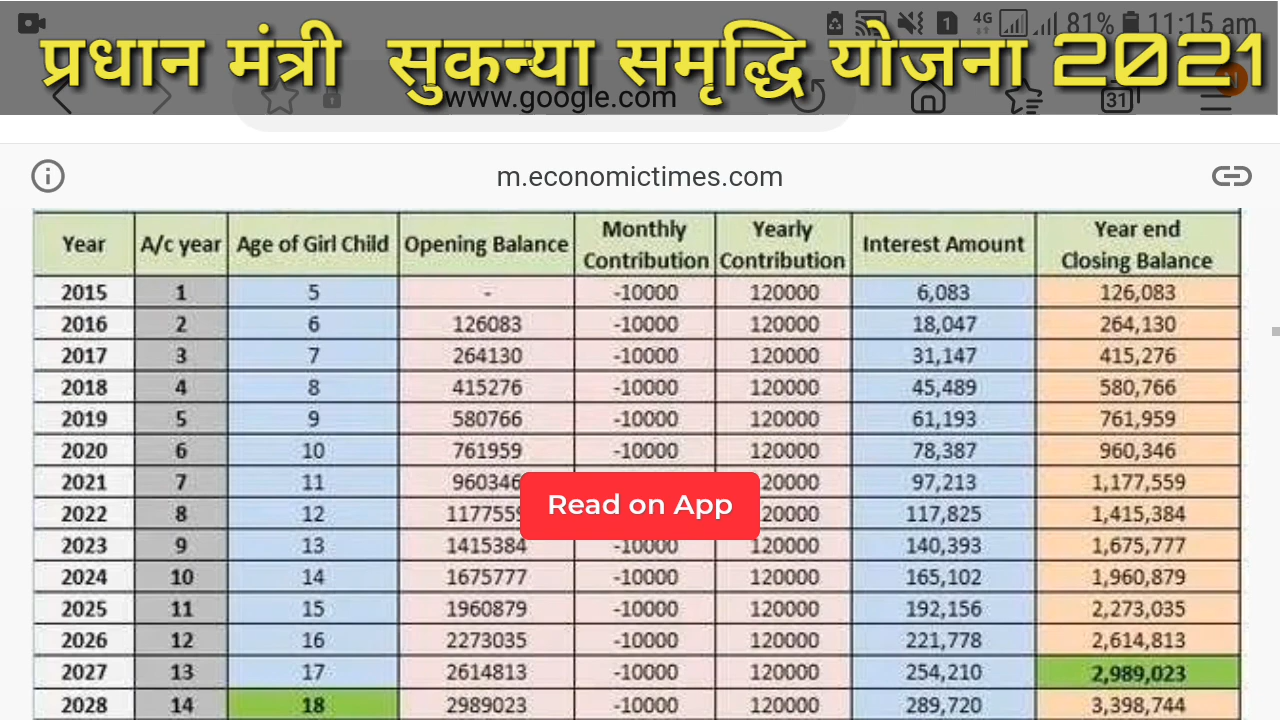 81% 11:15 am
प्रधान मंत्री सुकन्या समृद्धि योजना 2021
www.google.com
31
m.economictimes.com
Year A/c year Age of Girl Child Opening Balance Monthly Contribution Yearly Contribution Interest Amount Year end Closing Balance
2015 1 5 - -10000 120000 6,083 126,083
2016 2 6 126083 -10000 120000 18,047 264,130
2017 3 7 264130 -10000 120000 31,147 415,276
2018 4 8 415276 -10000 120000 45,489 580,766
2019 5 9 580766 -10000 120000 61,193 761,959
2020 6 10 761959 -10000 120000 78,387 960,346
2021 7 11 960346 97,213 1,177,559
Read on App
2022 8 12 117,825 1,415,384
2023 9 13 1415384 -10000 120000 140,393 1,675,777
2024 10 14 1675777 -10000 120000 165,102 1,960,879
2025 11 15 1960879 -10000 120000 192,156 2,273,035
2026 12 16 2273035 -10000 120000 221,778 2,614,813
2027 13 17 2614813 -10000 120000 254,210 2,989,023
2028 14 18 2989023 -10000 120000 289,720 3,398,744